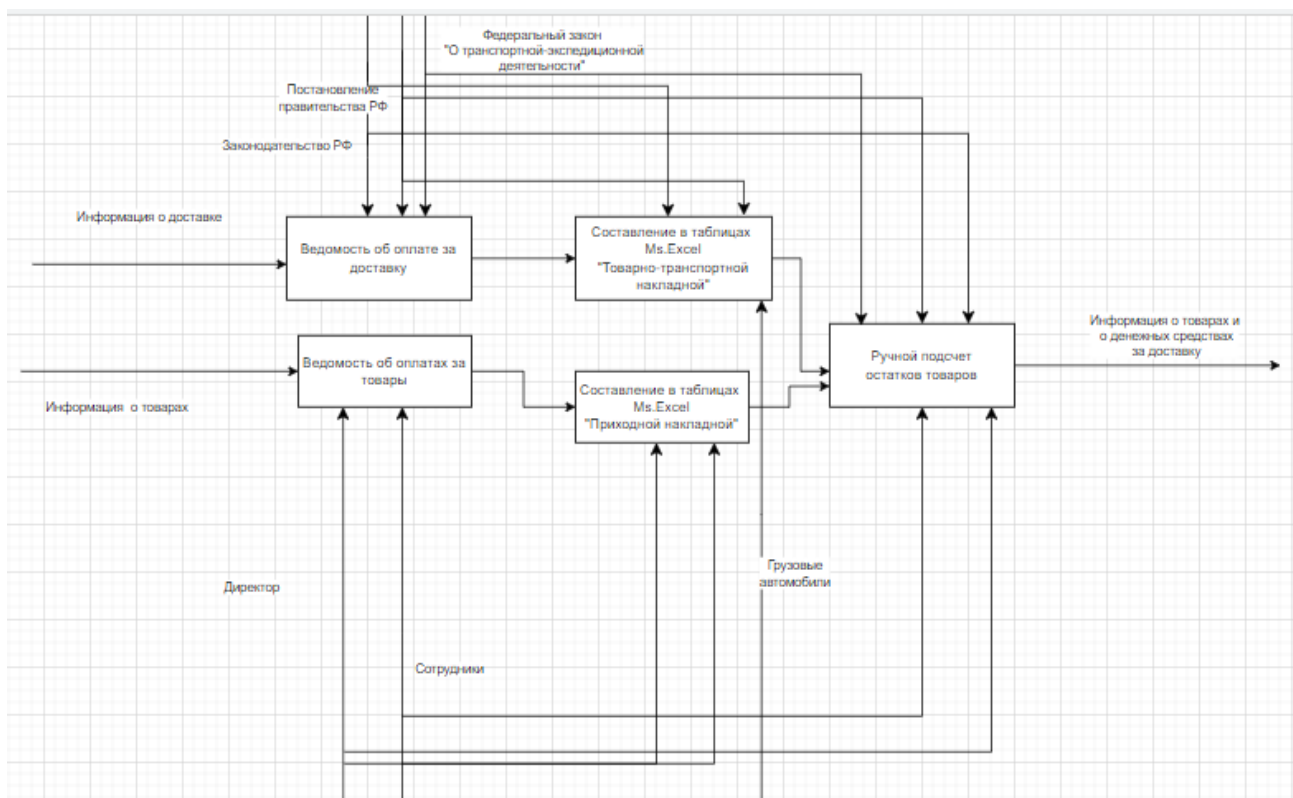 Федеральный закон
"О транспортной-экспедиционной
деятельности"
Постановление
правительства РФ
Законодательство РФ
Информация о доставке
Ведомость об оплате за
доставку
Составление в таблицах
Ms.Excel
"Товарно-транспортной
накладной"
Информация о товарах и
о денежных средствах
за доставку
Ручной подсчет
остатков товаров
Ведомость об оплатах за
товары
Составление в таблицах
Ms.Excel
"Приходной накладной"
Информация о товарах
Грузовые
автомобили
Директор
Сотрудники